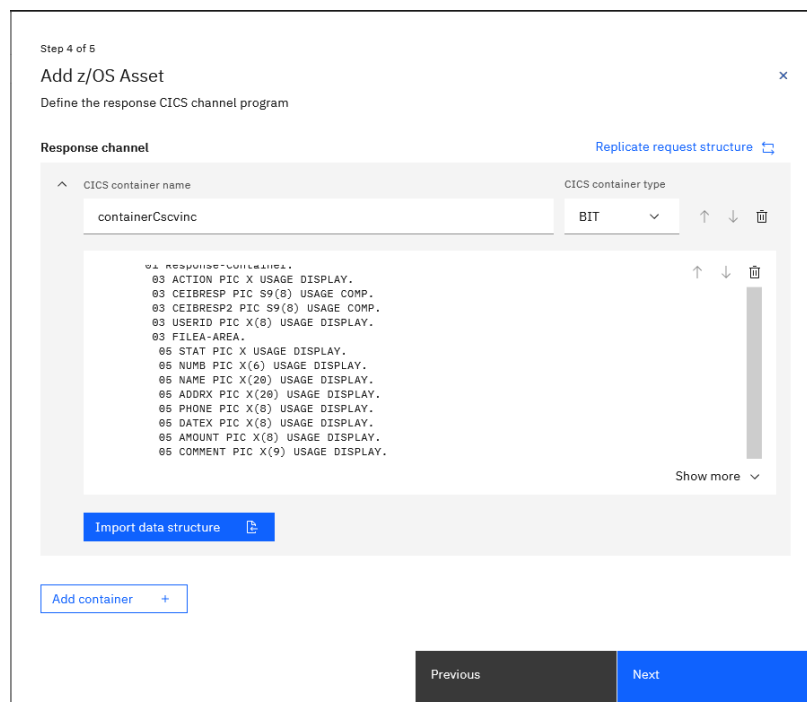 Step 4 of 5
Add z/OS Asset
Define the response CICS channel program
Response channel
Replicate request structure
CICS container name
CICS container type
containerCscvinc
BIT
01 Response-Container.
03 ACTION PIC X USAGE DISPLAY.
03 CEIBRESP PIC S9(8) USAGE COMP.
03 CEIBRESP2 PIC S9(8) USAGE COMP.
03 USERID PIC X(8) USAGE DISPLAY.
03 FILEA-AREA.
05 STAT PIC X USAGE DISPLAY.
05 NUMB PIC X(6) USAGE DISPLAY.
05 NAME PIC X(20) USAGE DISPLAY.
05 ADDRX PIC X(20) USAGE DISPLAY.
05 PHONE PIC X(8) USAGE DISPLAY.
05 DATEX PIC X(8) USAGE DISPLAY.
05 AMOUNT PIC X(8) USAGE DISPLAY.
05 COMMENT PIC X(9) USAGE DISPLAY.
Show more
Import data structure
Add container +
Previous
Next